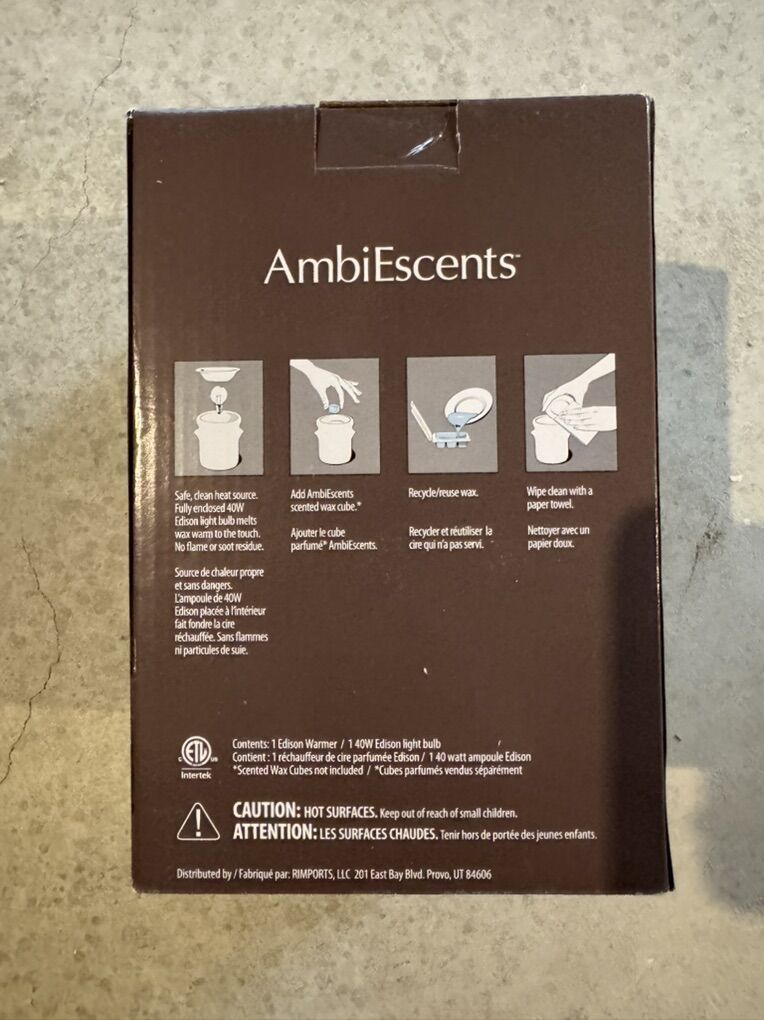 AmbiEscents™
Safe, clean heat source.
Fully enclosed 40W
Edison light bulb melts
wax warm to the touch.
No flame or soot residue.
Source de chaleur propre
et sans dangers.
L'ampoule de 40W
Edison placée à l'intérieur
fait fondre la cire
réchauffée. Sans flammes
ni particules de suie.
Add AmbiEscents
scented wax cube.*
Ajouter le cube
parfumé* AmbiEscents.
Recycle/reuse wax.
Recycler et réutiliser la
cire qui n'a pas servi.
Wipe clean with a
paper towel.
Nettoyer avec un
papier doux.
C ETL US
Intertek
Contents: 1 Edison Warmer / 1 40W Edison light bulb
Contient : 1 réchauffeur de cire parfumée Edison / 1 40 watt ampoule Edison
*Scented Wax Cubes not included / *Cubes parfumés vendus séparément
CAUTION: HOT SURFACES. Keep out of reach of small children.
ATTENTION: LES SURFACES CHAUDES. Tenir hors de portée des jeunes enfants.
Distributed by / Fabriqué par: RIMPORTS, LLC 201 East Bay Blvd. Provo, UT 84606